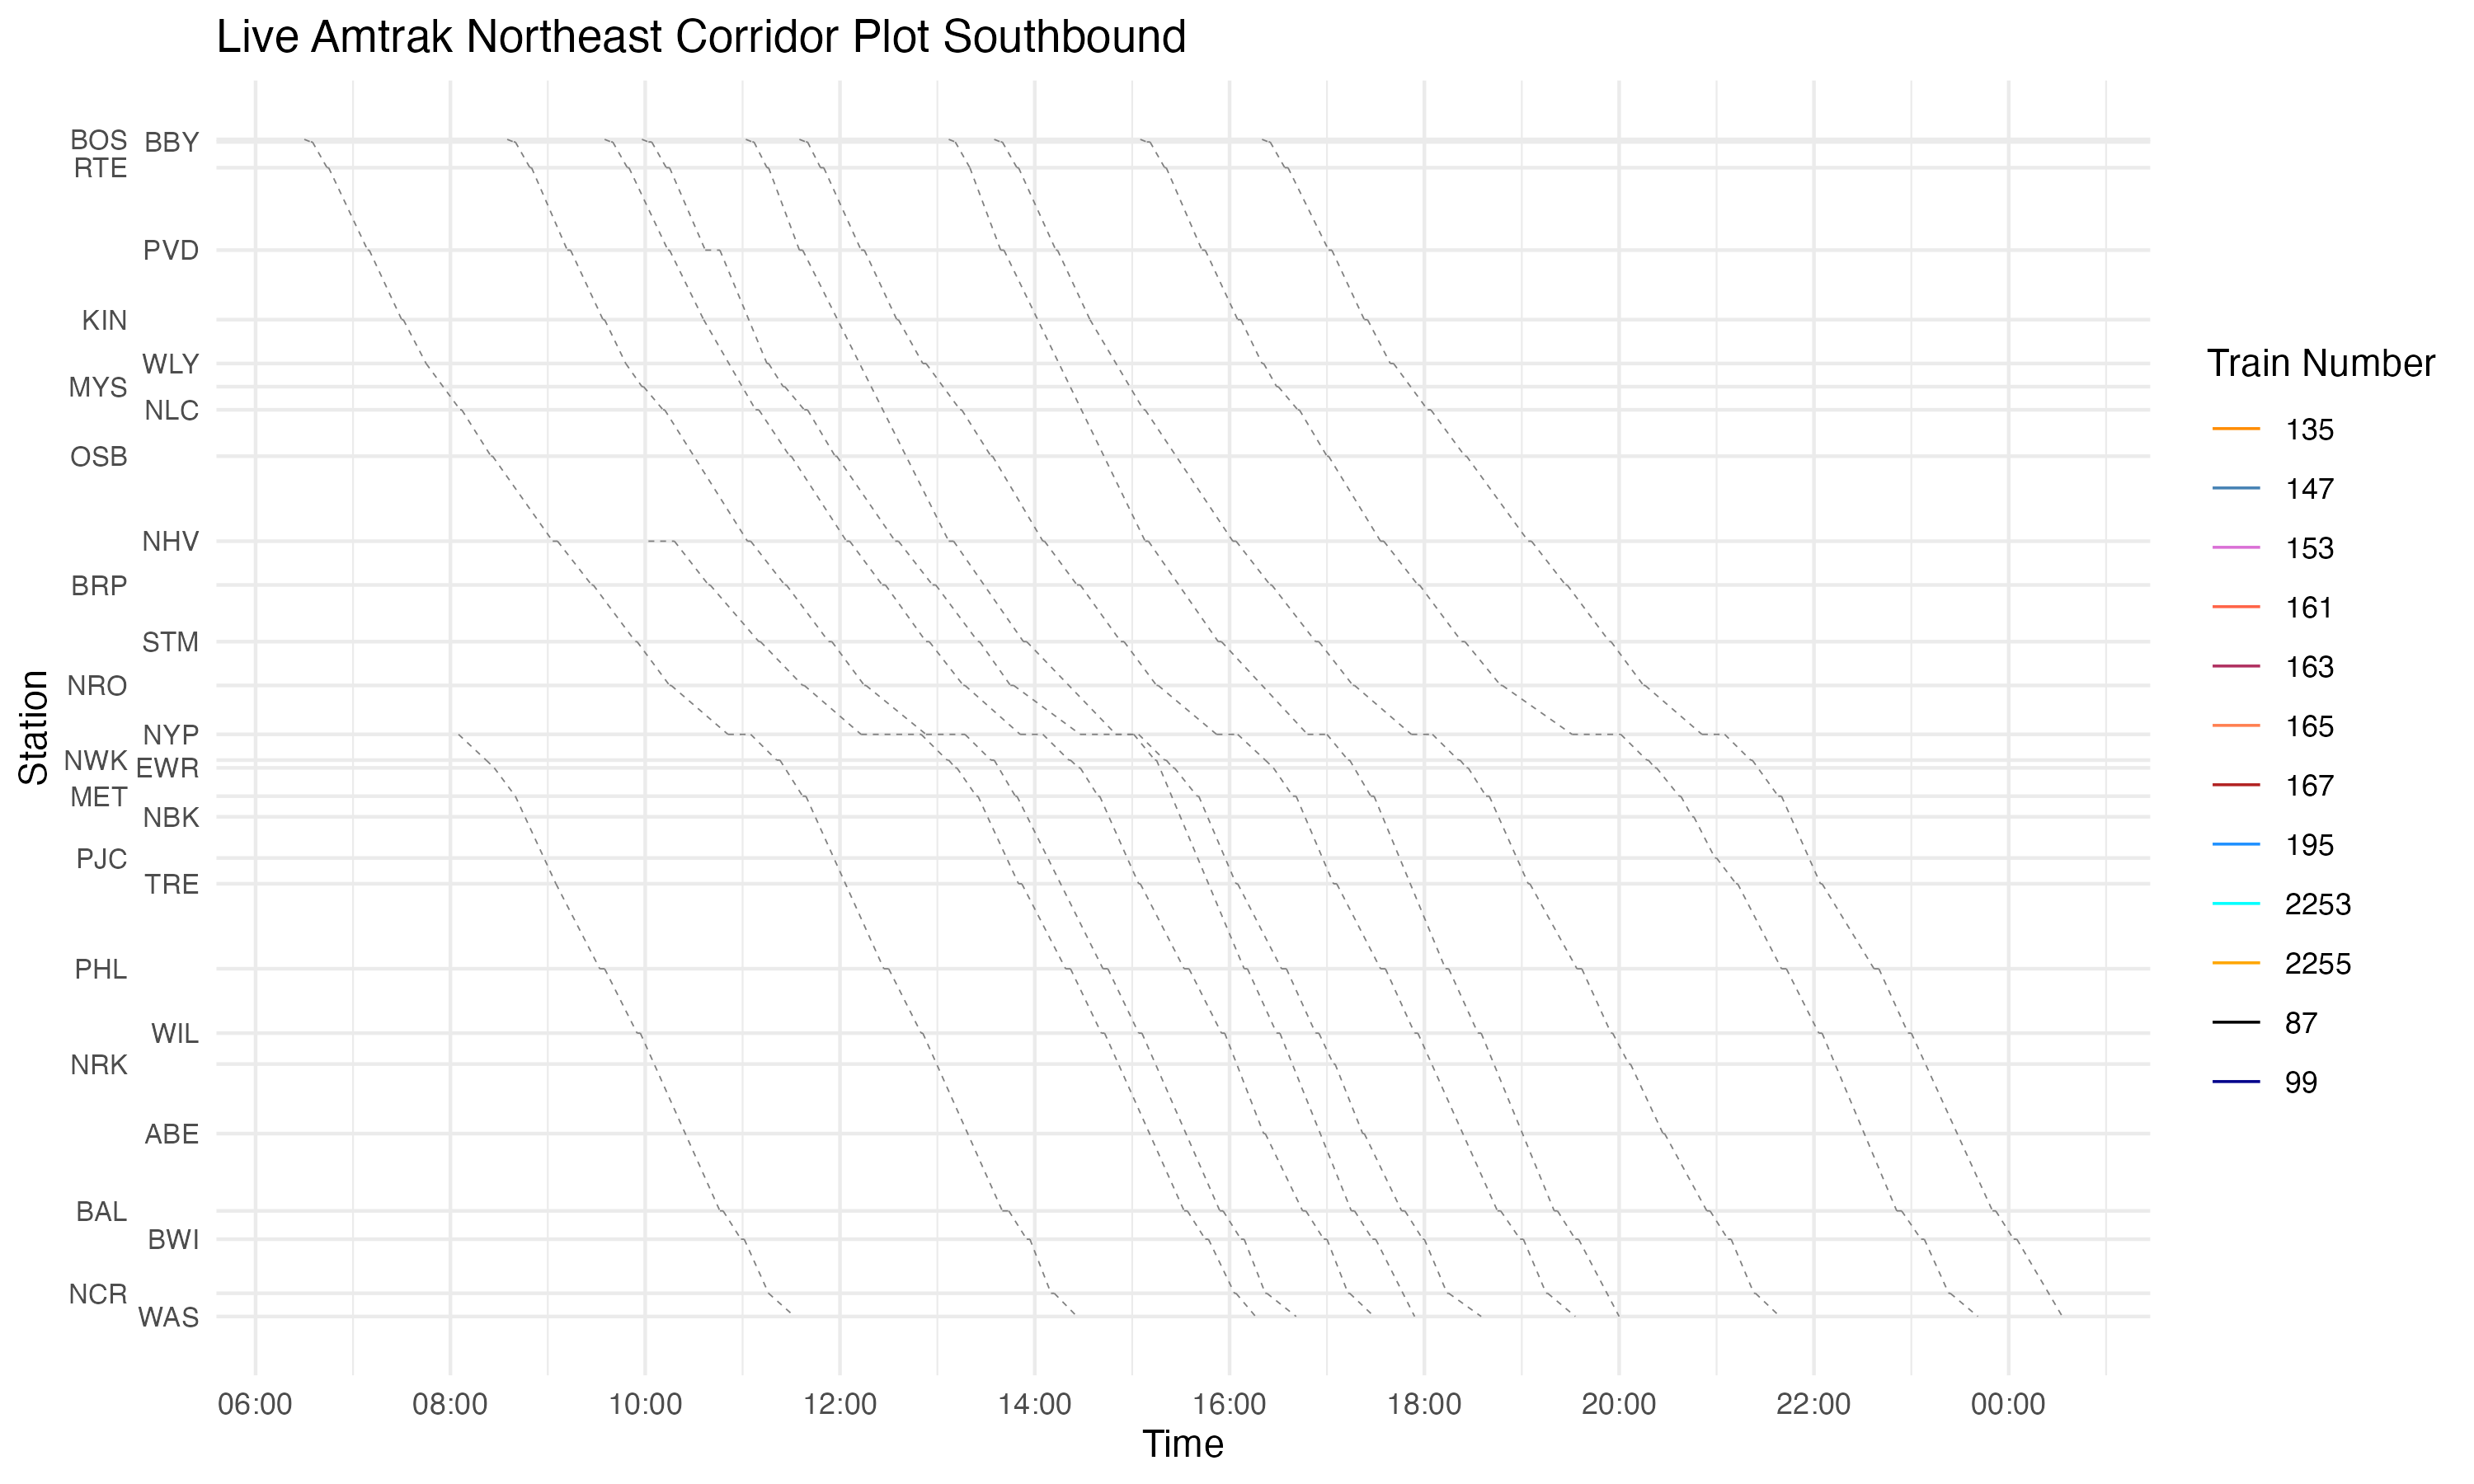 Live Amtrak Northeast Corridor Plot Southbound
BOS BBY
RTE
PVD
KIN
WLY
MYS
NLC
OSB
NHV
BRP
STM
NRO
NYP
NWK EWR
MET
NBK
PJC
TRE
PHL
WIL
NRK
ABE
BAL
BWI
NCR
WAS
Station
06:00 08:00 10:00 12:00 14:00 16:00 18:00 20:00 22:00 00:00
Time
Train Number
135
147
153
161
163
165
167
195
2253
2255
87
99